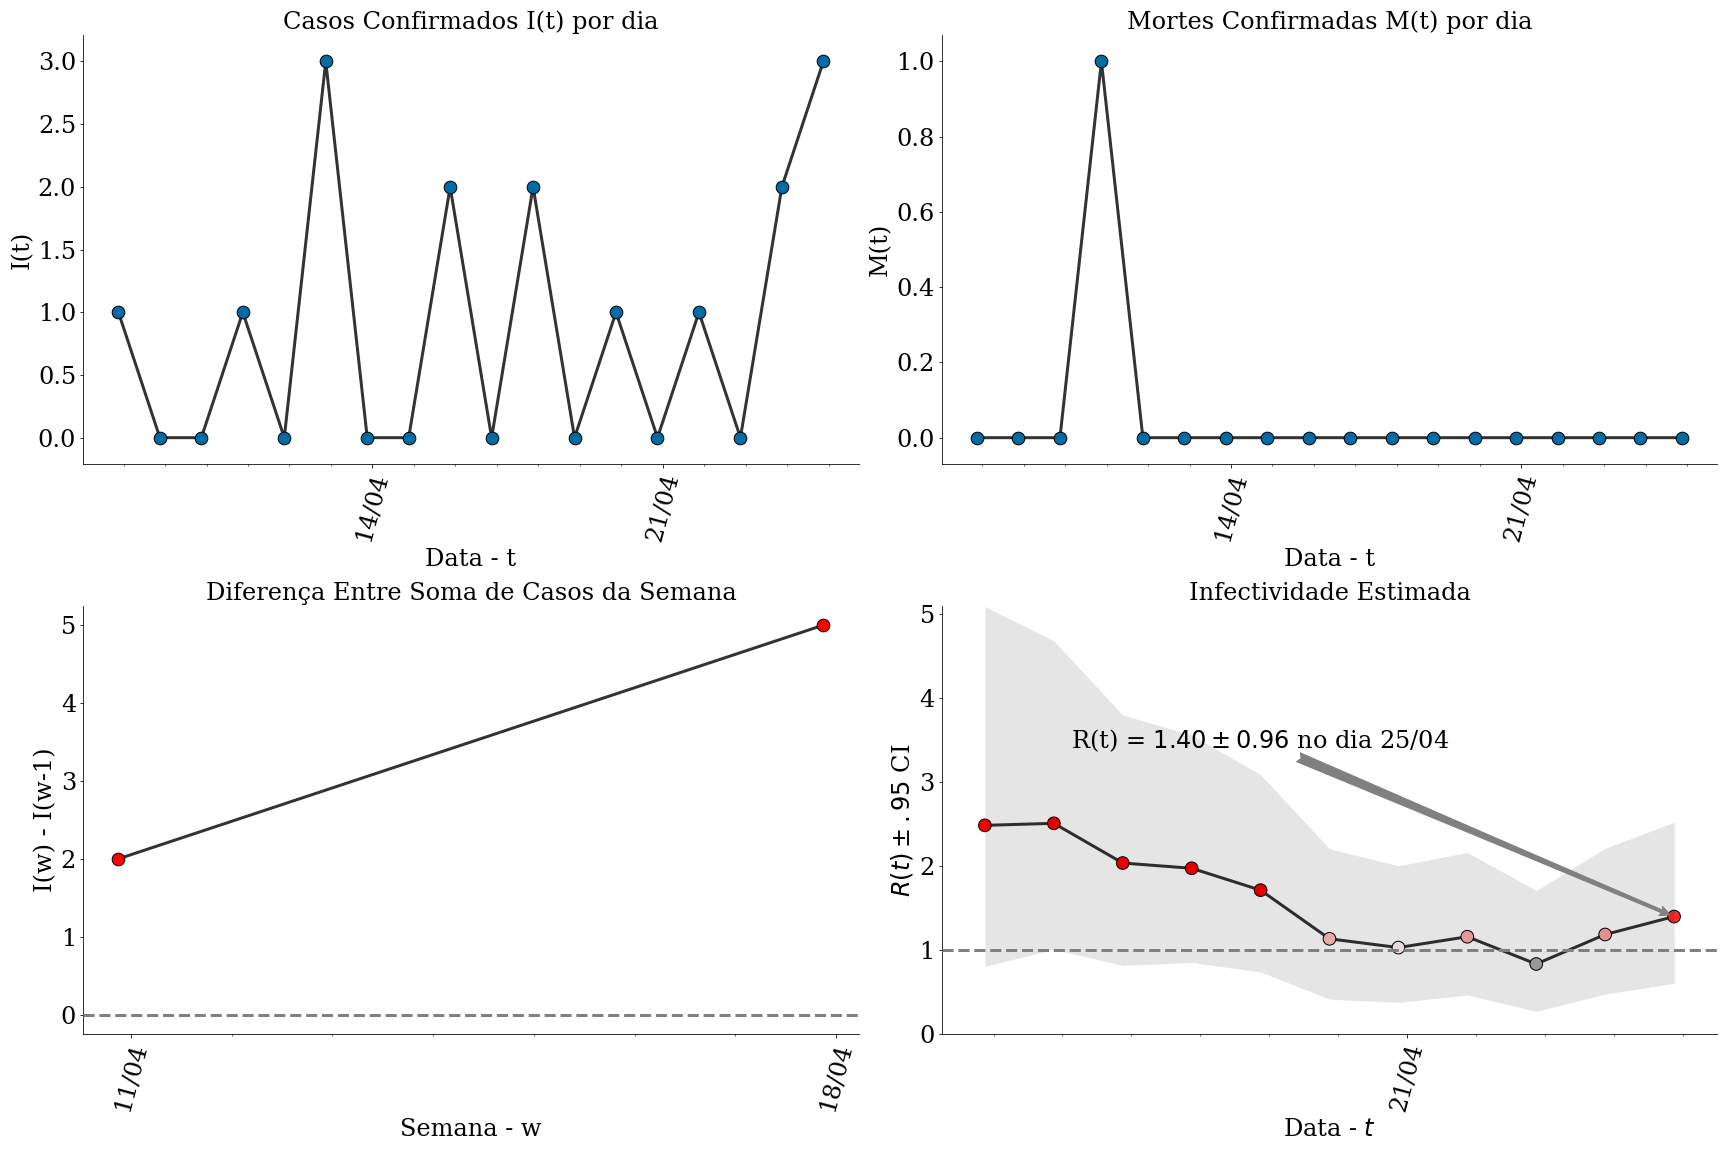 Casos Confirmados I(t) por dia
I(t)
3.0
2.5
2.0
1.5
1.0
0.5
0.0
14/04
21/04
Data - t
Mortes Confirmadas M(t) por dia
M(t)
1.0
0.8
0.6
0.4
0.2
0.0
14/04
21/04
Data - t
Diferença Entre Soma de Casos da Semana
I(w) - I(w-1)
5
4
3
2
1
0
11/04
18/04
Semana - w
Infectividade Estimada
R(t) ± .95 CI
5
4
3
2
1
0
R(t) = 1.40 ± 0.96 no dia 25/04
21/04
Data - t